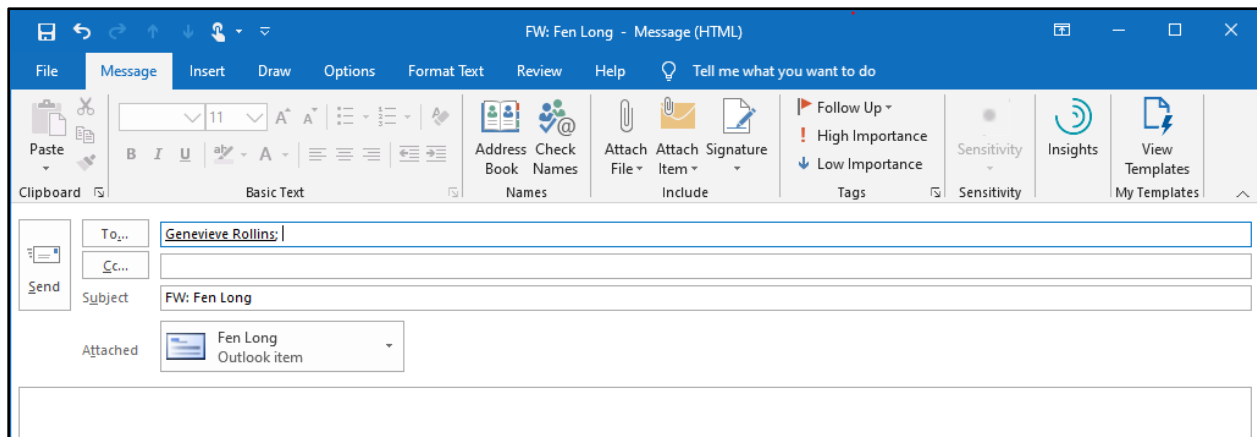 FW: Fen Long - Message (HTML)
File Message Insert Draw Options Format Text Review Help Tell me what you want to do
Paste
11 A^ A˅
B I U aby A
Address Book
Check Names
Attach File
Attach Item
Signature
Follow Up
! High Importance
Low Importance
Sensitivity
Insights
View Templates
Clipboard Basic Text Names Include Tags Sensitivity My Templates
To... Genevieve Rollins;
Cc...
Send
Subject FW: Fen Long
Attached Fen Long
Outlook item